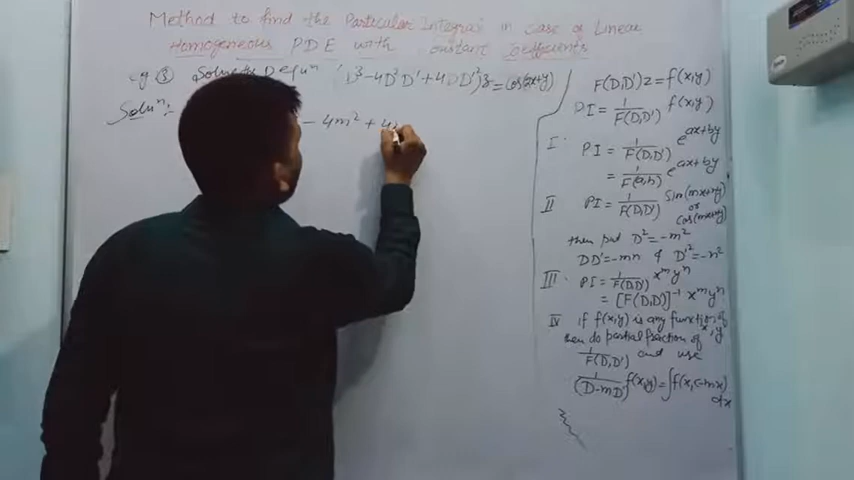 Method to find the Particular Integral in case of Linear
Homogeneous PDE with constant coefficients
eg ③ Solve the D equⁿ (D³-4D²D'+4DD'²)z=cos(2x+y)
Soluⁿ:- - 4m² + 4
F(D,D')z=f(x,y)
PI=1/F(D,D') f(x,y)
I. PI=1/F(D,D') e^(ax+by)
=1/F(a,b) e^(ax+by)
II PI=1/F(D,D') sin(mx+ny) or cos(mx+ny)
then put D²=-m²
DD'=-mn & D'²=-n²
III. PI=1/F(D,D') x^m y^n
=[F(D,D')]⁻¹ x^m y^n
IV if f(x,y) is any function of x,y
then do partial fraction of
1/F(D,D') and use
(1/D-mD')f(x,y)=∫f(x,c-mx)dx